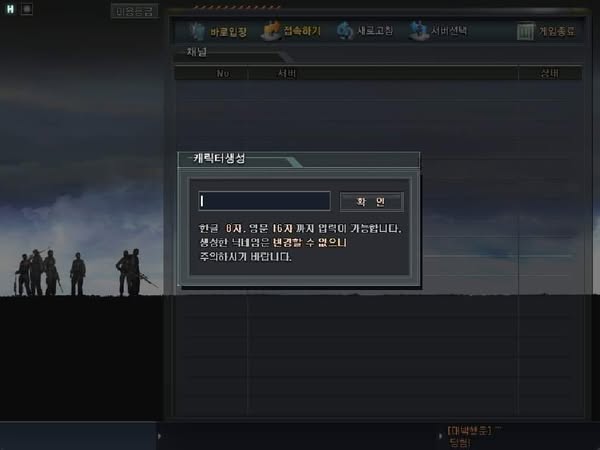 H
이용등급
바로입장 접속하기 새로고침 서버선택 게임종료
채널
No 서버 상태
캐릭터생성
확 인
한글 8자, 영문 16자 까지 입력이 가능합니다.
생성한 닉네임은 변경할 수 없으니
주의하시기 바랍니다.